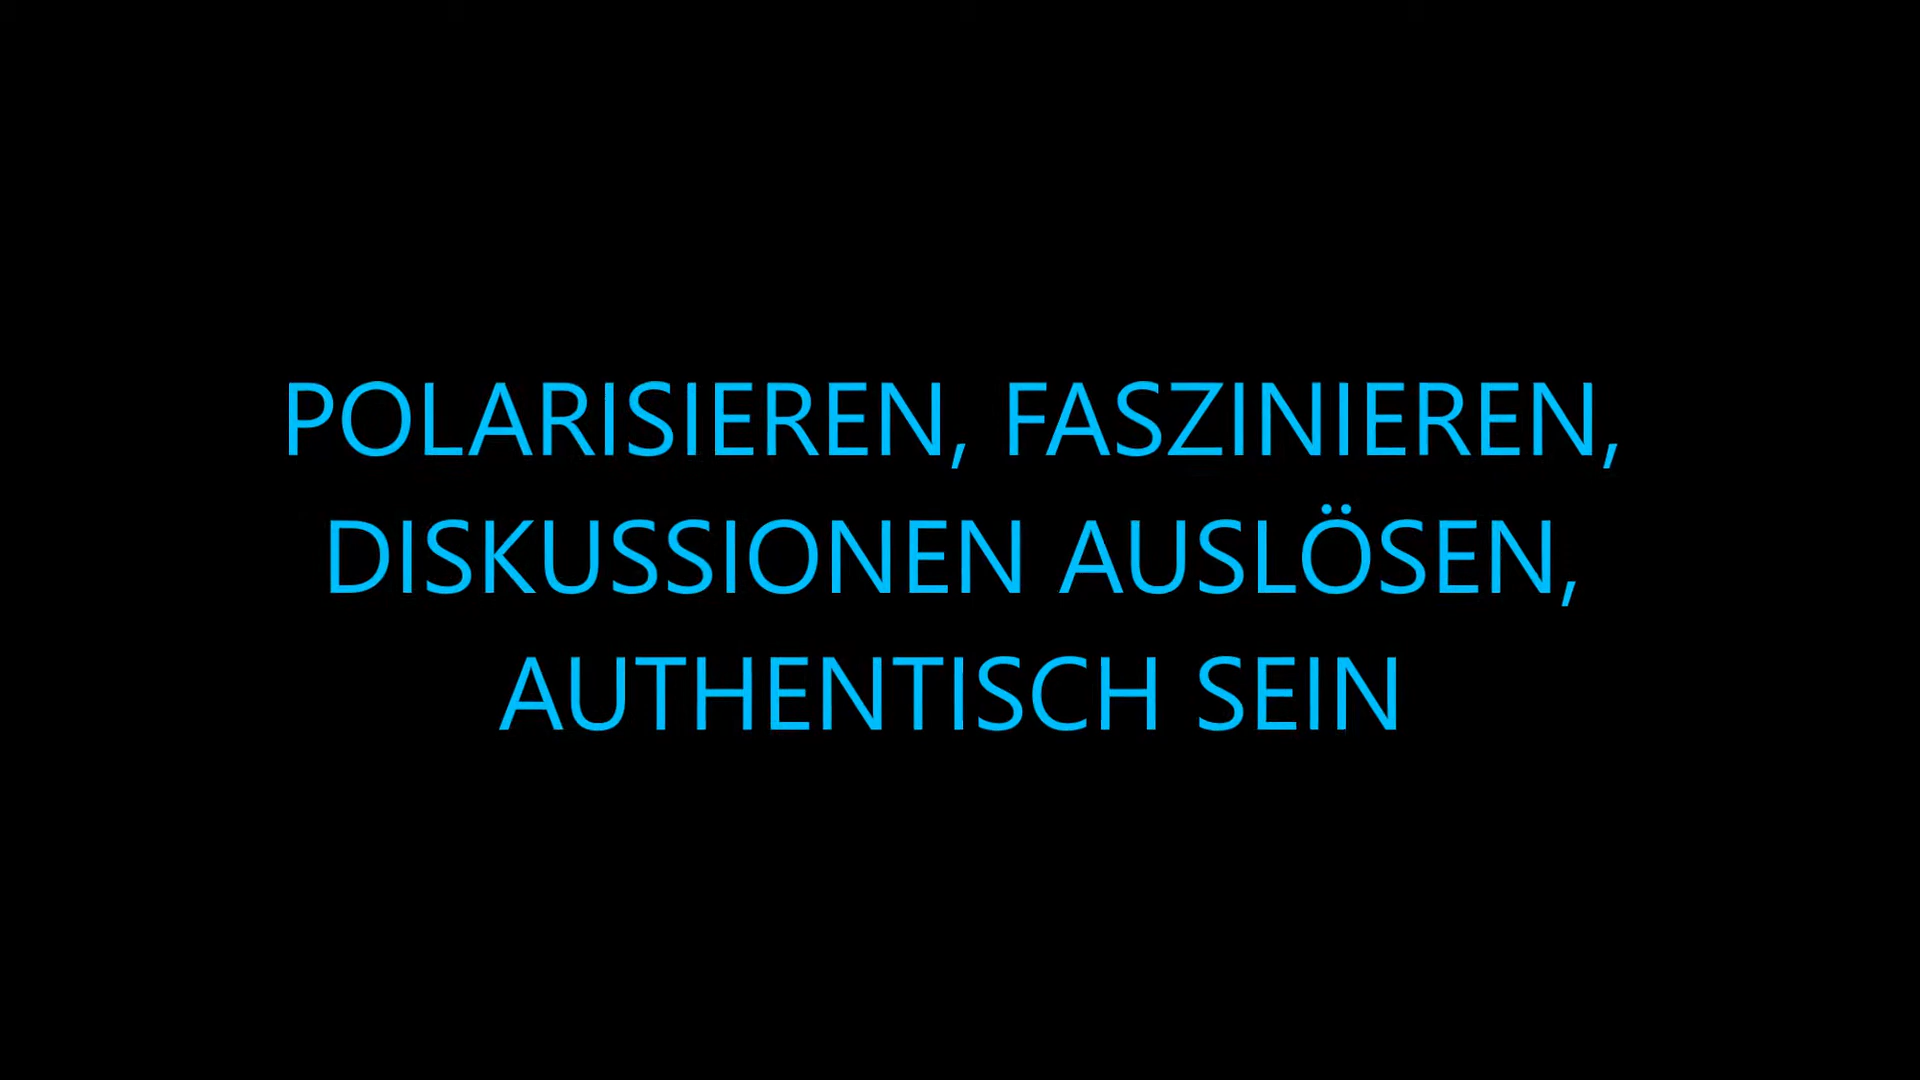 POLARISIEREN, FASZINIEREN,
DISKUSSIONEN AUSLÖSEN,
AUTHENTISCH SEIN